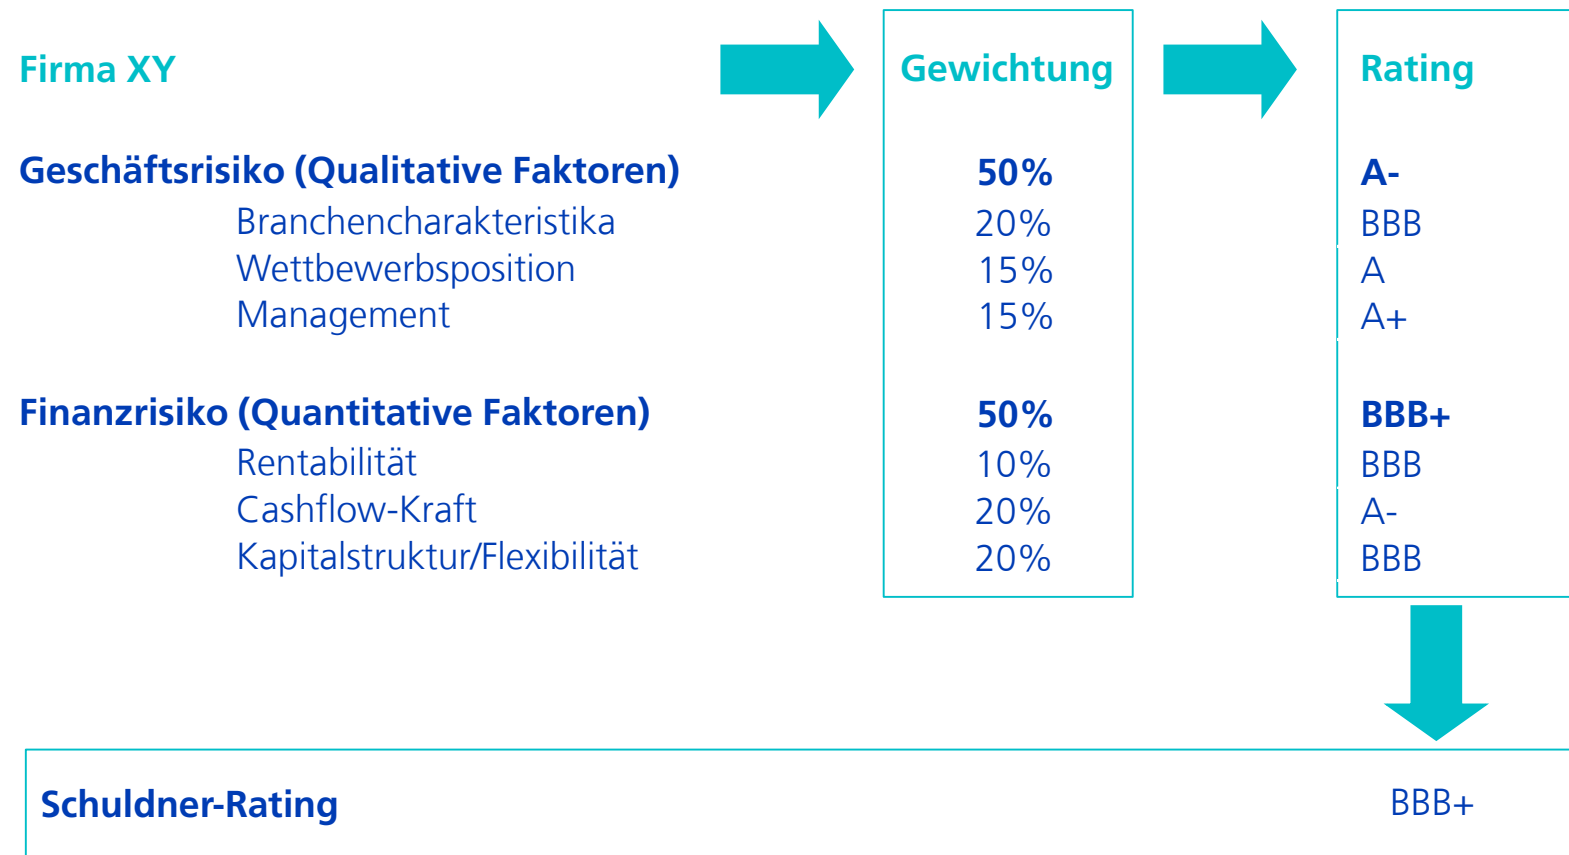 Firma XY Gewichtung Rating
Geschäftsrisiko (Qualitative Faktoren) 50% A-
Branchencharakteristika 20% BBB
Wettbewerbsposition 15% A
Management 15% A+
Finanzrisiko (Quantitative Faktoren) 50% BBB+
Rentabilität 10% BBB
Cashflow-Kraft 20% A-
Kapitalstruktur/Flexibilität 20% BBB
Schuldner-Rating BBB+